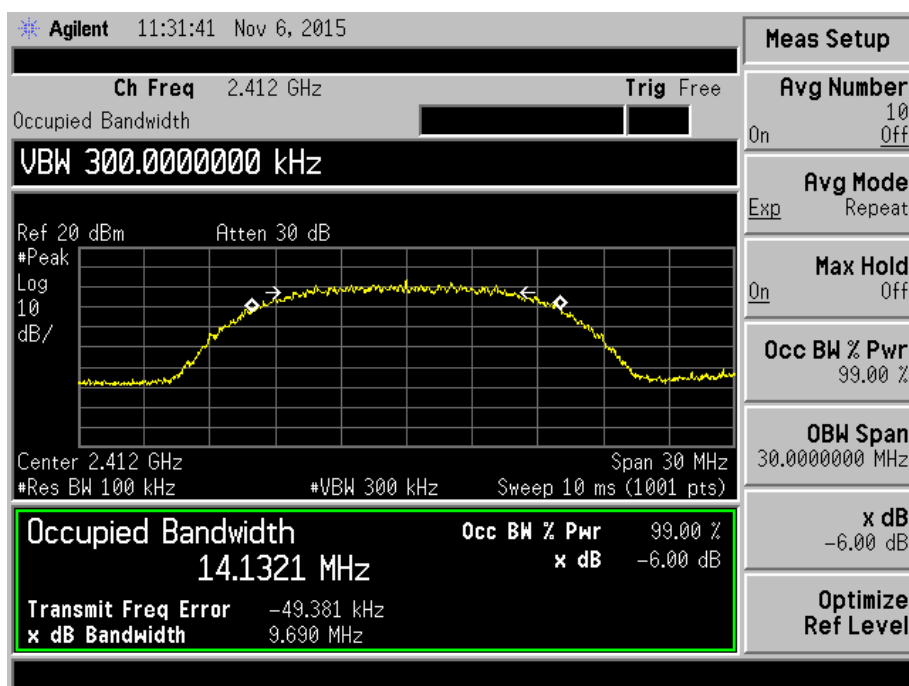 Agilent 11:31:41 Nov 6, 2015
Meas Setup
Ch Freq 2.412 GHz Trig Free
Occupied Bandwidth
VBW 300.0000000 kHz
Ref 20 dBm Atten 30 dB
#Peak
Log
10
dB/
Center 2.412 GHz Span 30 MHz
#Res BW 100 kHz #VBW 300 kHz Sweep 10 ms (1001 pts)
Occupied Bandwidth Occ BW % Pwr 99.00 %
14.1321 MHz x dB -6.00 dB
Transmit Freq Error -49.381 kHz
x dB Bandwidth 9.690 MHz
Avg Number
10
On Off
Avg Mode
Exp Repeat
Max Hold
On Off
Occ BW % Pwr
99.00 %
OBW Span
30.0000000 MHz
x dB
-6.00 dB
Optimize
Ref Level